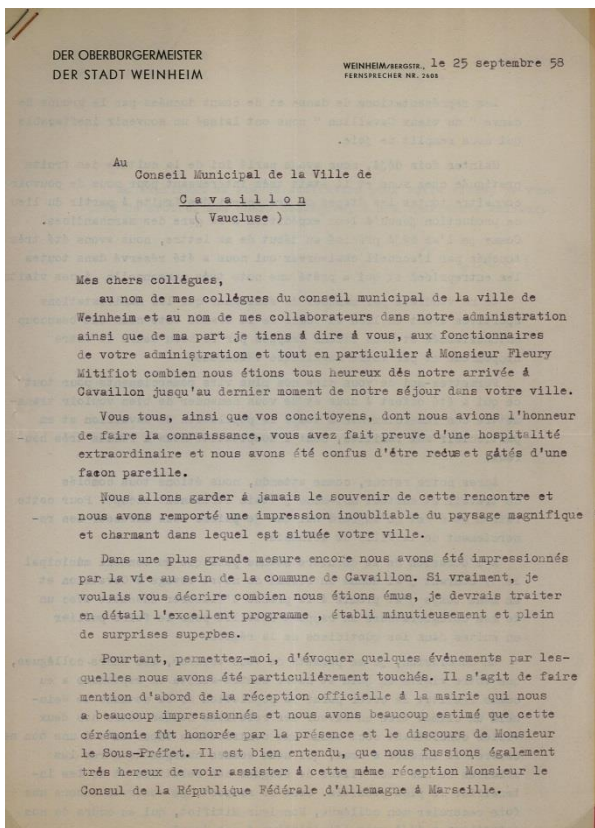 DER OBERBÜRGERMEISTER
DER STADT WEINHEIM
WEINHEIM/BERGSTR., le 25 septembre 58
FERNSPRECHER NR. 2608
Au
Conseil Municipal de la Ville de
C a v a i l l o n
( Vaucluse )
Mes chers collégues,
au nom de mes collégues du conseil municipal de la ville de
Weinheim et au nom de mes collaborateurs dans notre administration
ainsi que de ma part je tiens á dire á vous, aux fonctionnaires
de votre administration et tout en particulier á Monsieur Fleury
Mitifiot combien nous étions tous heureux dés notre arrivée á
Cavaillon jusqu'au dernier moment de notre séjour dans votre ville.
Vous tous, ainsi que vos concitoyens, dont nous avions l'honneur
de faire la connaissance, vous avez fait preuve d'une hospitalité
extraordinaire et nous avons été confus d'étre reçus et gátés d'une
façon pareille.
Nous allons garder á jamais le souvenir de cette rencontre et
nous avons remporté une impression inoubliable du paysage magnifique
et charmant dans lequel est située votre ville.
Dans une plus grande mesure encore nous avons été impressionnés
par la vie au sein de la commune de Cavaillon. Si vraiment, je
voulais vous décrire combien nous étions émus, je devrais traiter
en détail l'excellent programme , établi minutieusement et plein
de surprises superbes.
Pourtant, permettez-moi, d'évoquer quelques événements par les-
quelles nous avons été particuliérement touchés. Il s'agit de faire
mention d'abord de la réception officielle á la mairie qui nous
a beaucoup impressionnés et nous avons beaucoup estimé que cette
cérémonie fût honorée par la présence et le discours de Monsieur
le Sous-Préfet. Il est bien entendu, que nous fussions également
trés hereux de voir assister á cette même réception Monsieur le
Consul de la République Fédérale d'Allemagne á Marseille.